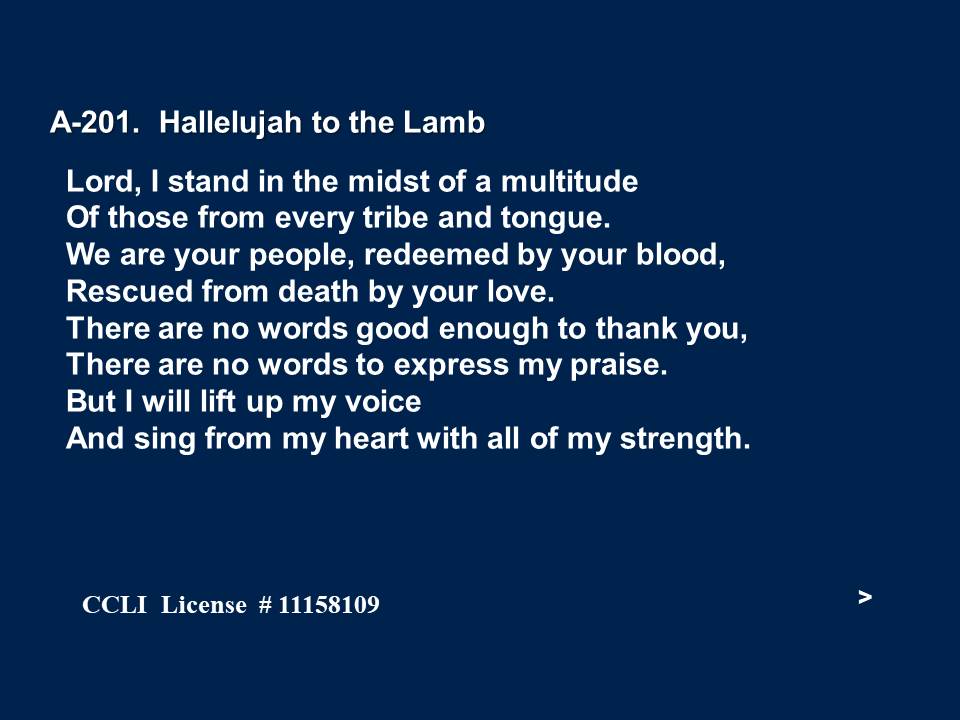 A-201. Hallelujah to the Lamb
Lord, I stand in the midst of a multitude
Of those from every tribe and tongue.
We are your people, redeemed by your blood,
Rescued from death by your love.
There are no words good enough to thank you,
There are no words to express my praise.
But I will lift up my voice
And sing from my heart with all of my strength.
>
CCLI License # 11158109